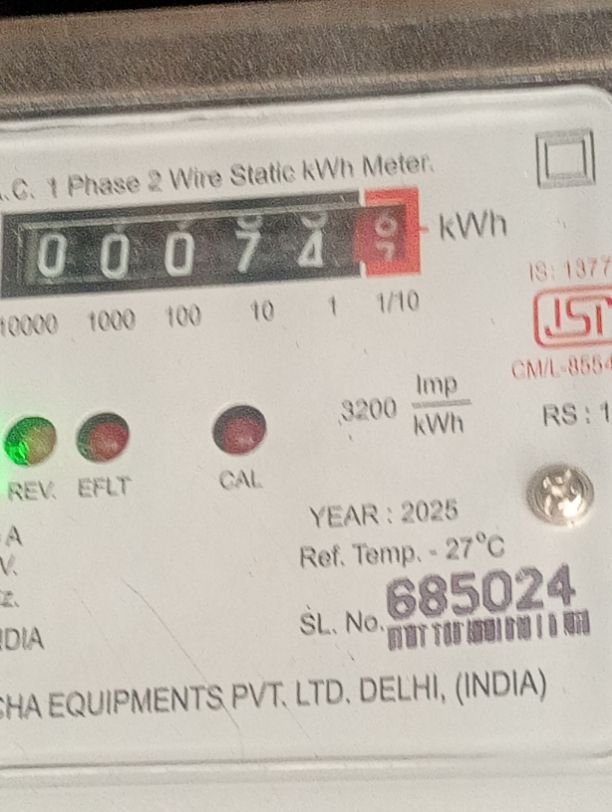 .C. 1 Phase 2 Wire Static kWh Meter.
0 0 0 7 4 kWh
10000 1000 100 10 1 1/10
IS: 1377
ISI
CM/L-8554
3200 Imp/kWh
RS : 1
REV. EFLT CAL
YEAR : 2025
A
Ref. Temp. - 27°C
V.
z.
685024
SL. No.
DIA
CHA EQUIPMENTS PVT. LTD. DELHI, (INDIA)